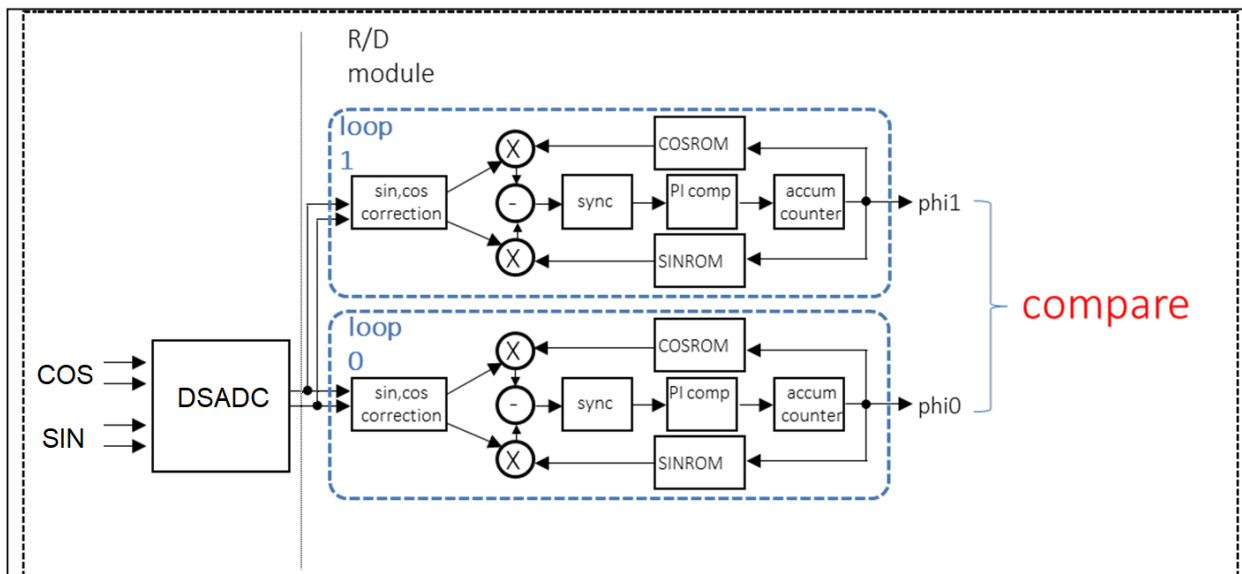 R/D
module
loop
1
COSROM
X
sin,cos
correction
-
sync
PI comp
accum
counter
phi1
X
SINROM
compare
loop
0
COSROM
X
COS
SIN
DSADC
sin,cos
correction
-
sync
PI comp
accum
counter
phi0
X
SINROM